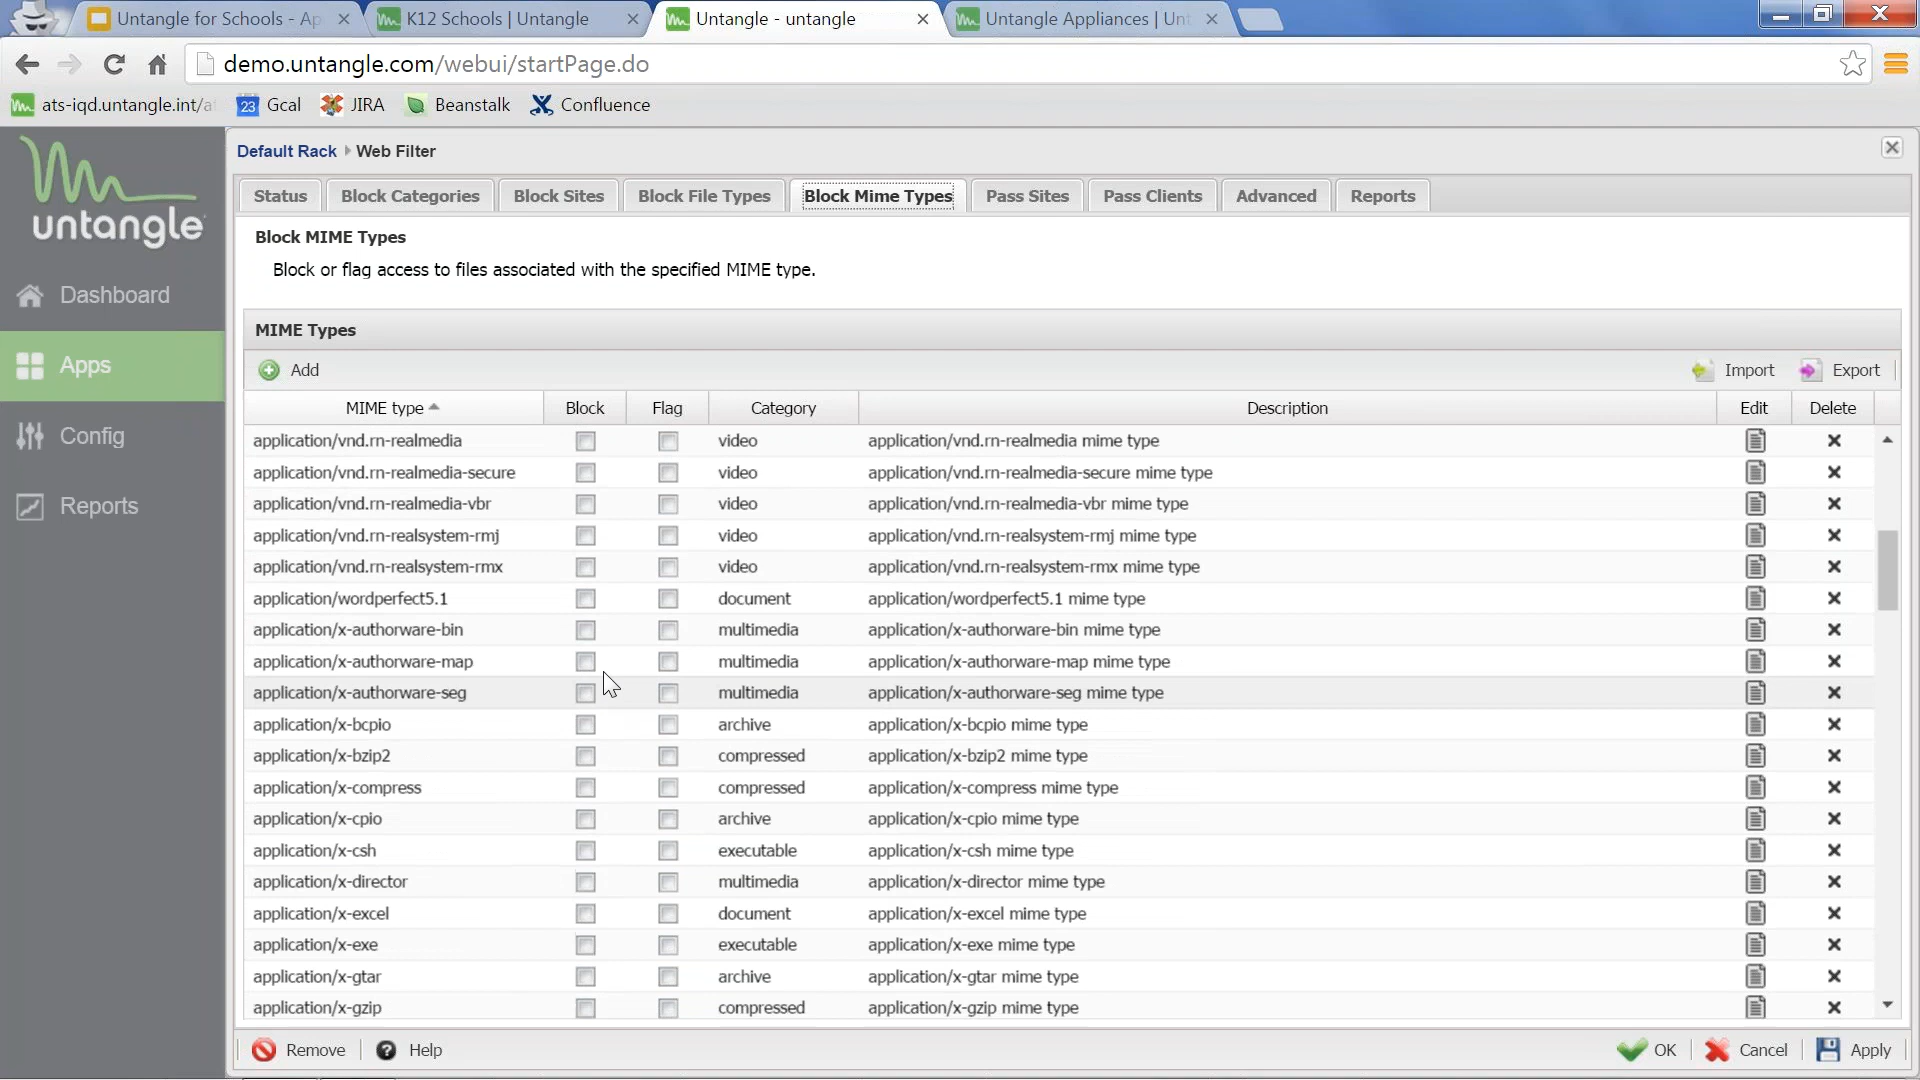 Untangle for Schools - Ap
K12 Schools | Untangle
Untangle - untangle
Untangle Appliances | Unt
demo.untangle.com/webui/startPage.do
ats-iqd.untangle.int/a
23 Gcal
JIRA
Beanstalk
Confluence
untangle
Dashboard
Apps
Config
Reports
Default Rack Web Filter
Status Block Categories Block Sites Block File Types Block Mime Types Pass Sites Pass Clients Advanced Reports
Block MIME Types
Block or flag access to files associated with the specified MIME type.
MIME Types
Add Import Export
MIME type Block Flag Category Description Edit Delete
application/vnd.rn-realmedia video application/vnd.rn-realmedia mime type
application/vnd.rn-realmedia-secure video application/vnd.rn-realmedia-secure mime type
application/vnd.rn-realmedia-vbr video application/vnd.rn-realmedia-vbr mime type
application/vnd.rn-realsystem-rmj video application/vnd.rn-realsystem-rmj mime type
application/vnd.rn-realsystem-rmx video application/vnd.rn-realsystem-rmx mime type
application/wordperfect5.1 document application/wordperfect5.1 mime type
application/x-authorware-bin multimedia application/x-authorware-bin mime type
application/x-authorware-map multimedia application/x-authorware-map mime type
application/x-authorware-seg multimedia application/x-authorware-seg mime type
application/x-bcpio archive application/x-bcpio mime type
application/x-bzip2 compressed application/x-bzip2 mime type
application/x-compress compressed application/x-compress mime type
application/x-cpio archive application/x-cpio mime type
application/x-csh executable application/x-csh mime type
application/x-director multimedia application/x-director mime type
application/x-excel document application/x-excel mime type
application/x-exe executable application/x-exe mime type
application/x-gtar archive application/x-gtar mime type
application/x-gzip compressed application/x-gzip mime type
Remove Help OK Cancel Apply